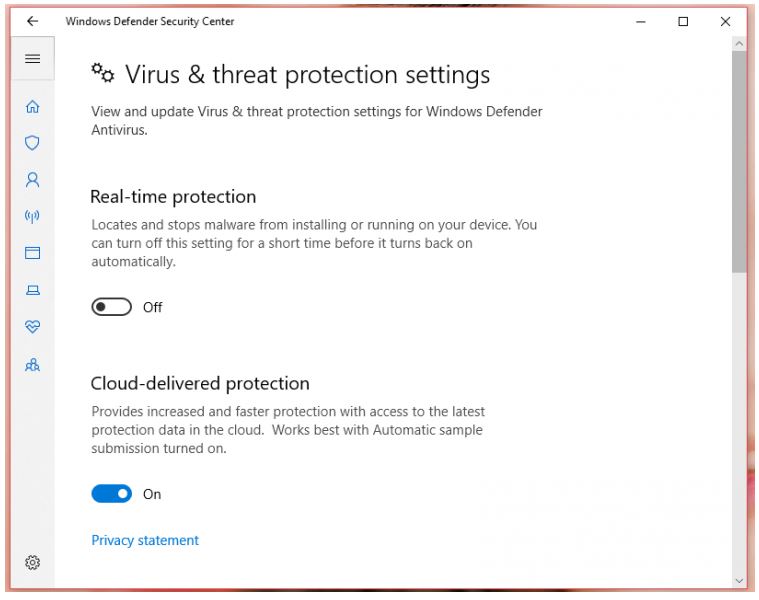 Windows Defender Security Center
Virus & threat protection settings
View and update Virus & threat protection settings for Windows Defender
Antivirus.
Real-time protection
Locates and stops malware from installing or running on your device. You
can turn off this setting for a short time before it turns back on
automatically.
Off
Cloud-delivered protection
Provides increased and faster protection with access to the latest
protection data in the cloud.  Works best with Automatic sample
submission turned on.
On
Privacy statement